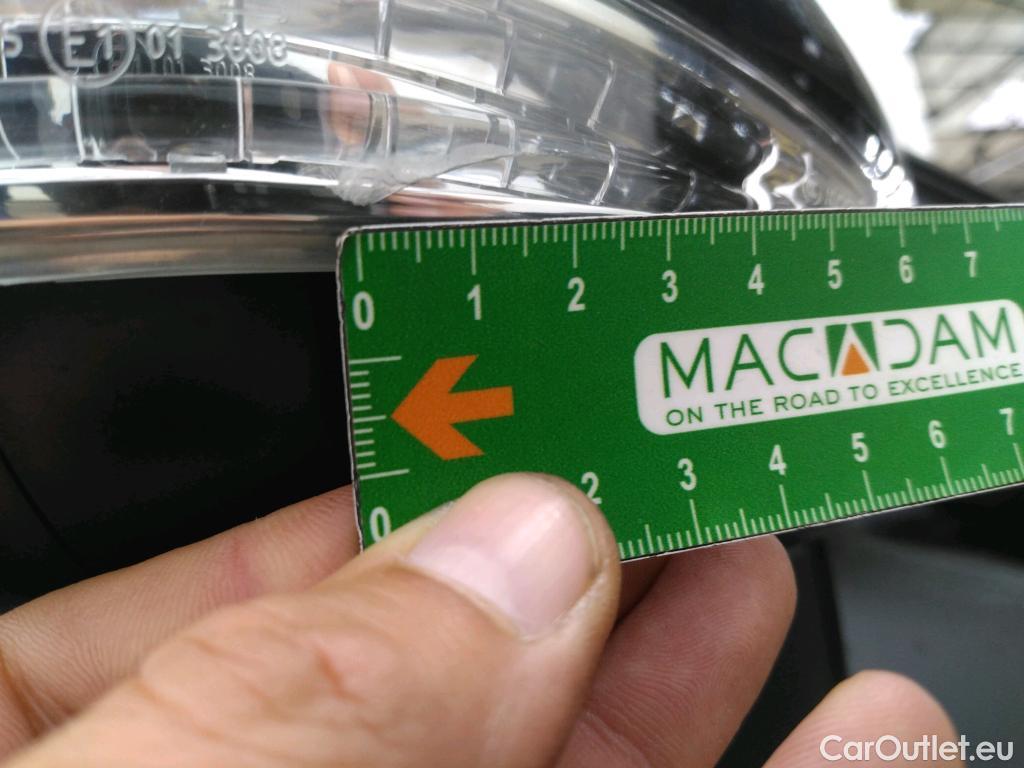 5 E1 01 3008
0 1 2 3 4 5 6 7
MACADAM
ON THE ROAD TO EXCELLENCE
0 2 3 4 5 6 7
CarOutlet.eu